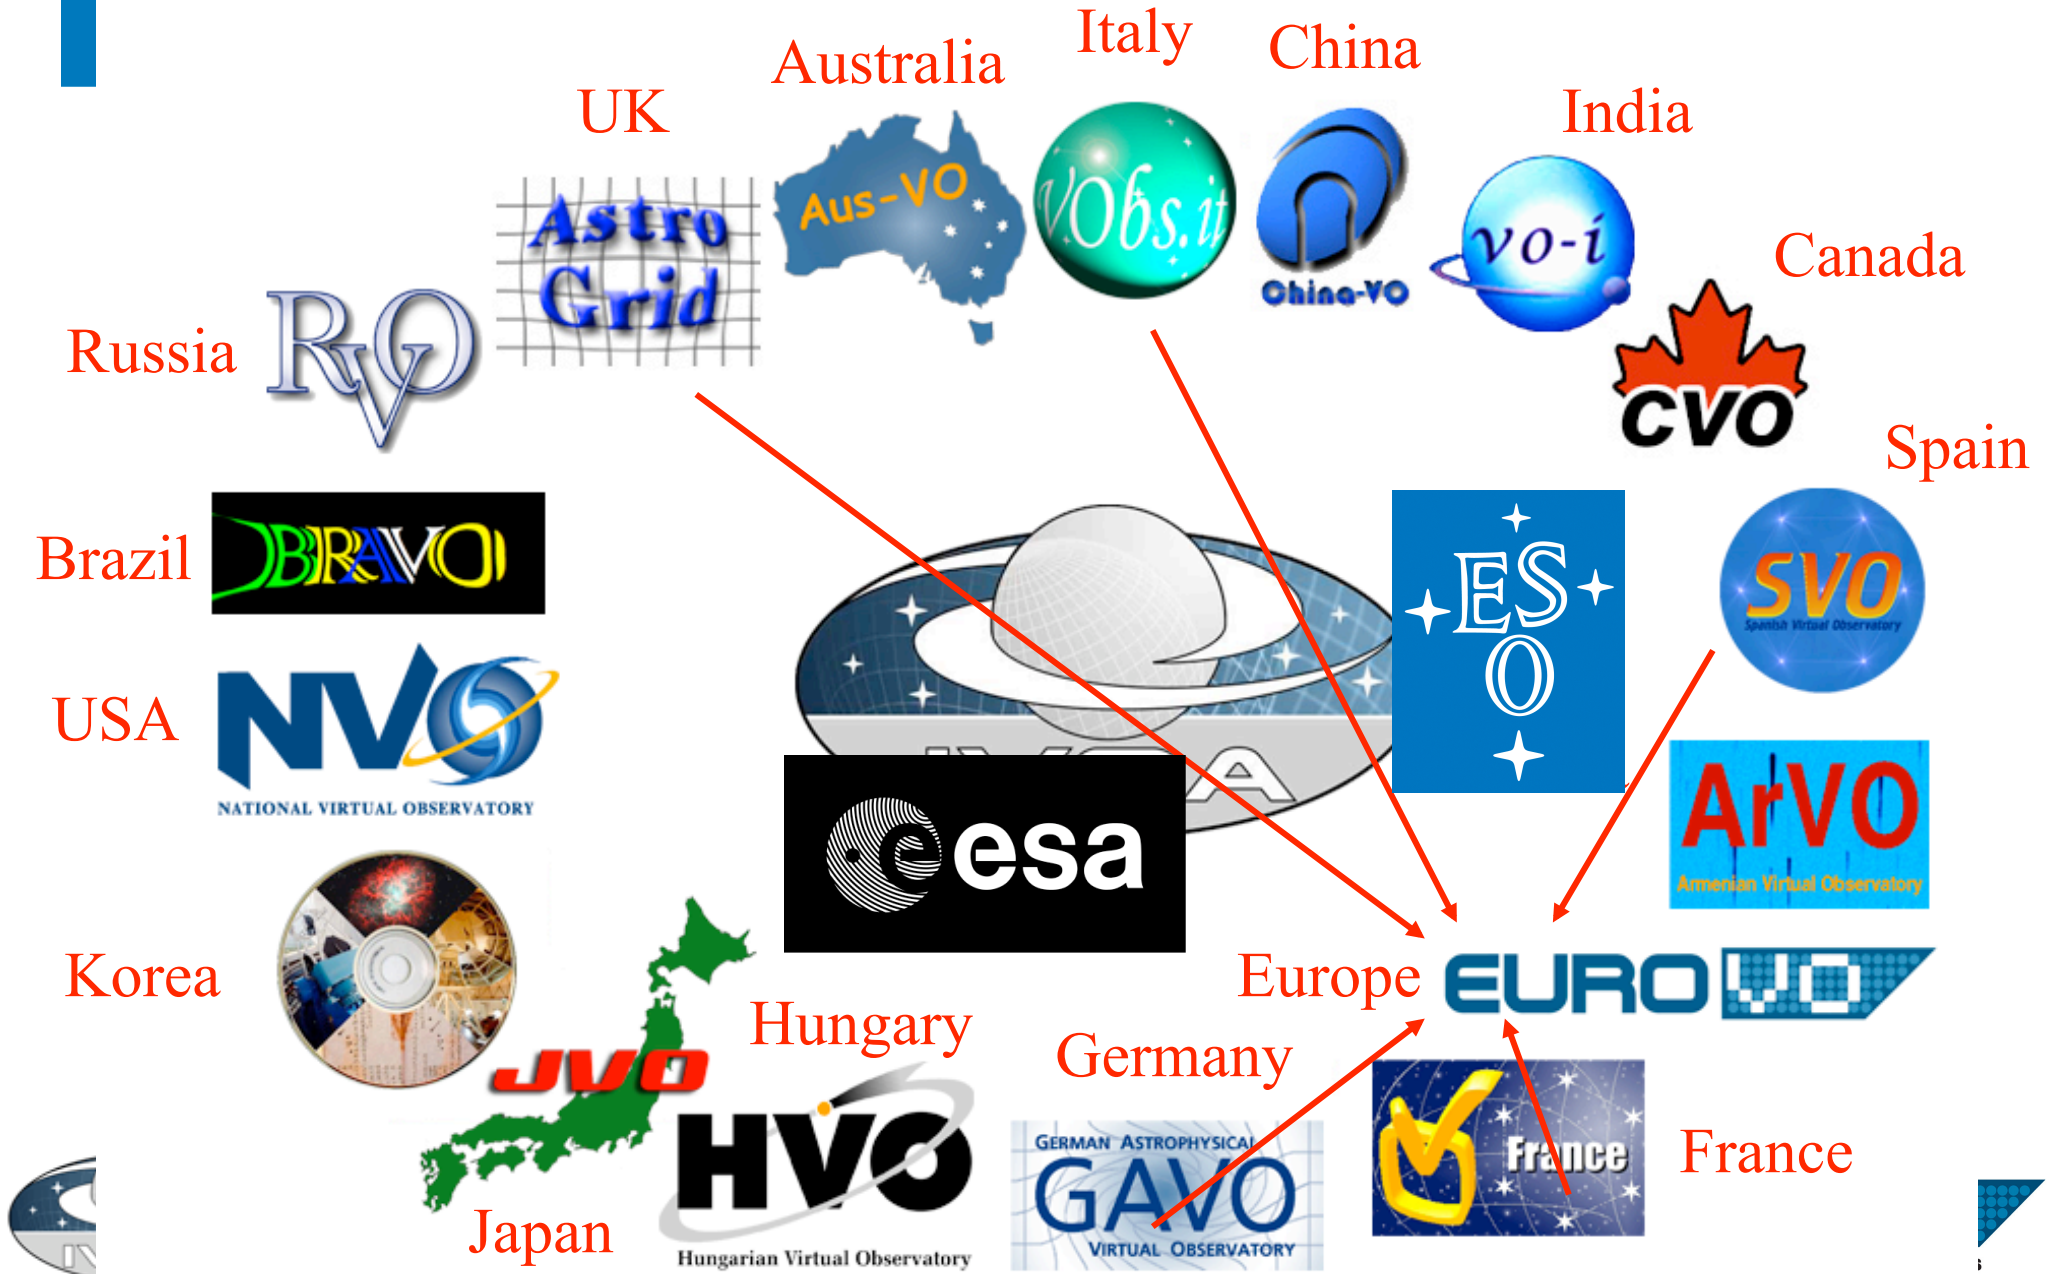 Italy
China
Australia
UK
India
Aus-VO
VObs.it
Astro
Grid
vo-i
China-VO
Canada
Russia
RVO
CVO
Spain
Brazil
BRAVO
ESO
SVO
Spanish Virtual Observatory
USA
NVO
NATIONAL VIRTUAL OBSERVATORY
ArVO
Armenian Virtual Observatory
esa
Korea
Europe
EURO VO
Hungary
Germany
JVO
HVO
Hungarian Virtual Observatory
GERMAN ASTROPHYSICAL
GAVO
VIRTUAL OBSERVATORY
France
France
Japan